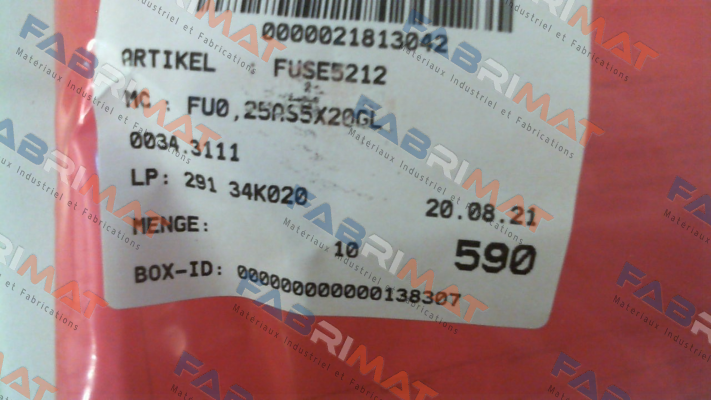 0000021813042
ARTIKEL : FUSE5212
MC : FU0,25AS5X20GL
0034.3111
LP: 291 34K020
20.08.21
MENGE: 10
590
BOX-ID: 000000000000138307
FABRIMAT
Materiaux Industriel et Fabrications